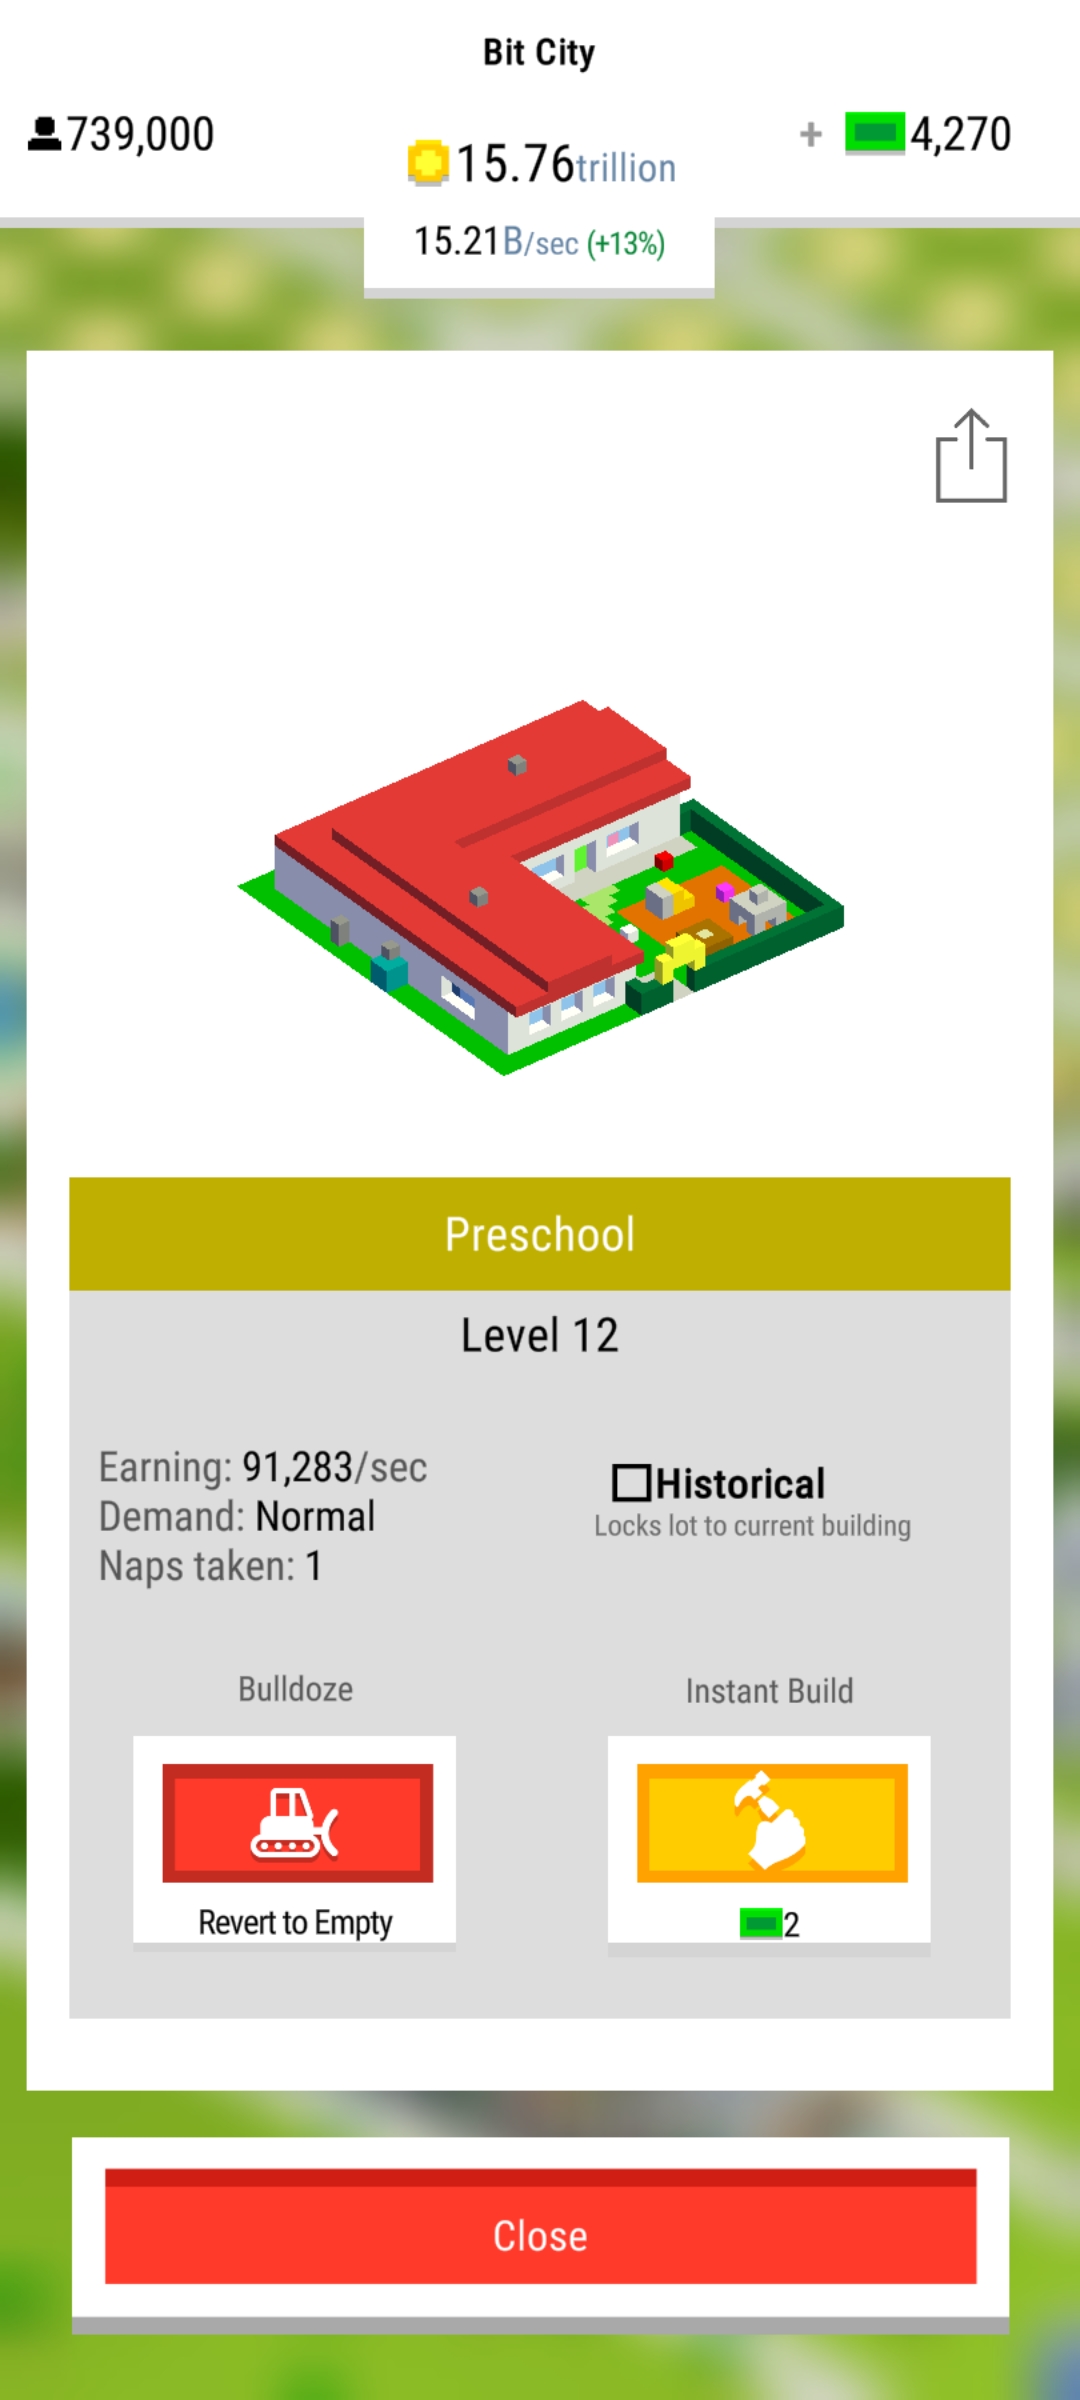 Bit City
739,000
15.76trillion
+ 4,270
15.21B/sec (+13%)
Preschool
Level 12
Earning: 91,283/sec
Demand: Normal
Naps taken: 1
Historical
Locks lot to current building
Bulldoze
Revert to Empty
Instant Build
2
Close